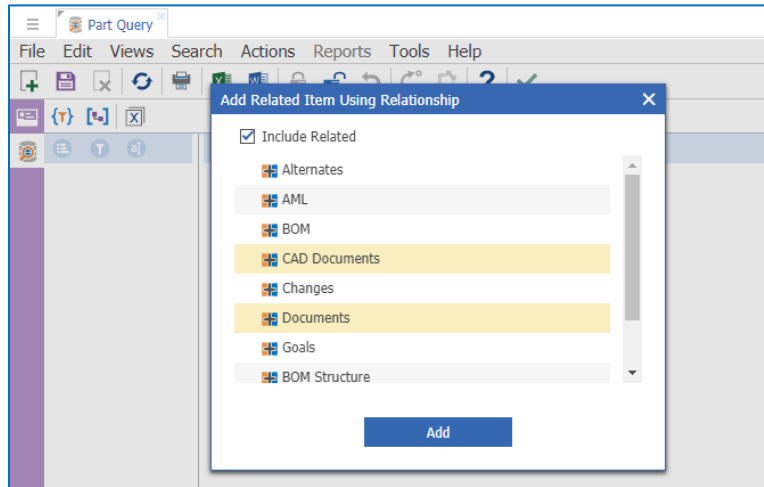 Part Query
File Edit Views Search Actions Reports Tools Help
Add Related Item Using Relationship
Include Related
Alternates
AML
BOM
CAD Documents
Changes
Documents
Goals
BOM Structure
Add